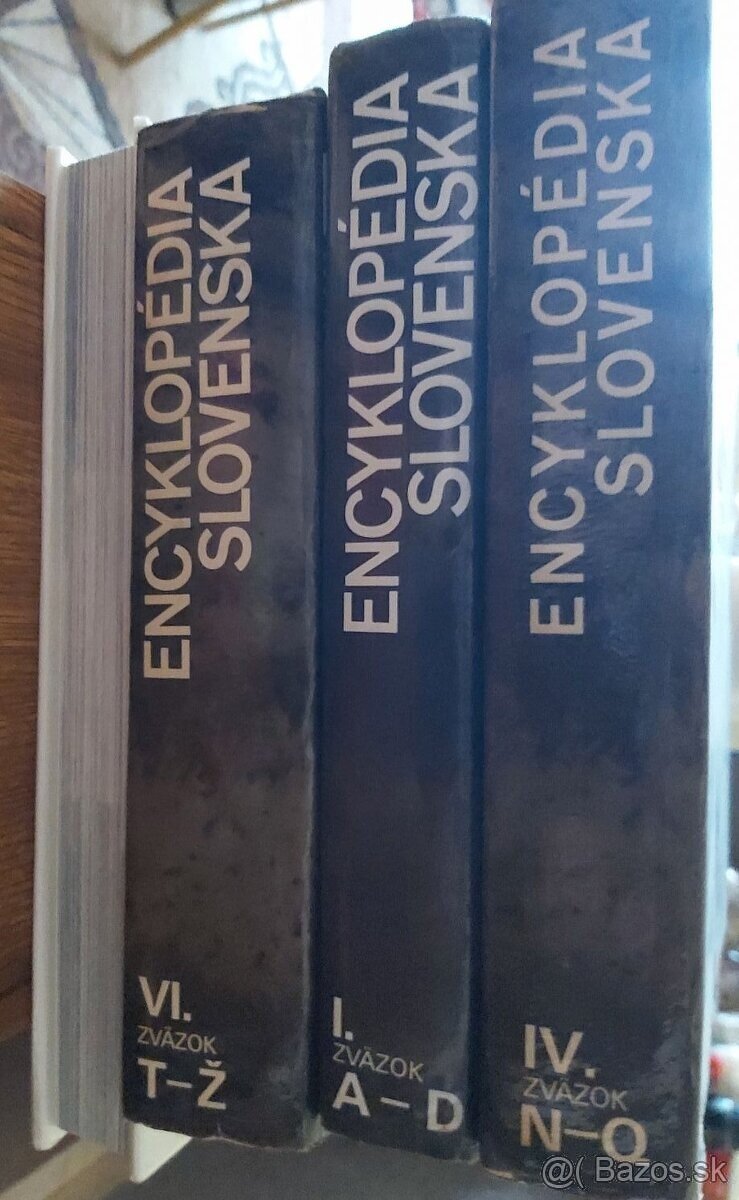 ENCYKLOPÉDIA
SLOVENSKA
VI.
ZVÄZOK
T–Ž
ENCYKLOPÉDIA
SLOVENSKA
I.
ZVÄZOK
A–D
ENCYKLOPÉDIA
SLOVENSKA
IV.
ZVÄZOK
N–Q
@( Bazos.sk